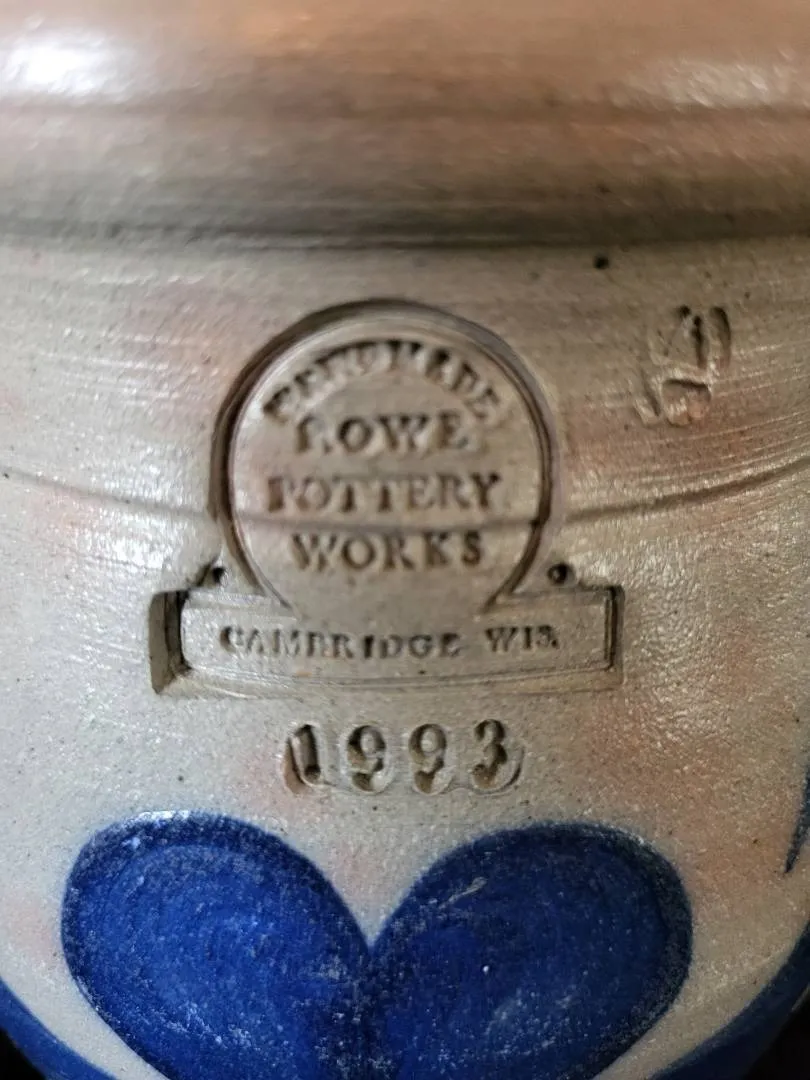 HANDMADE
ROWE
POTTERY
WORKS
CAMBRIDGE WIS.
1993